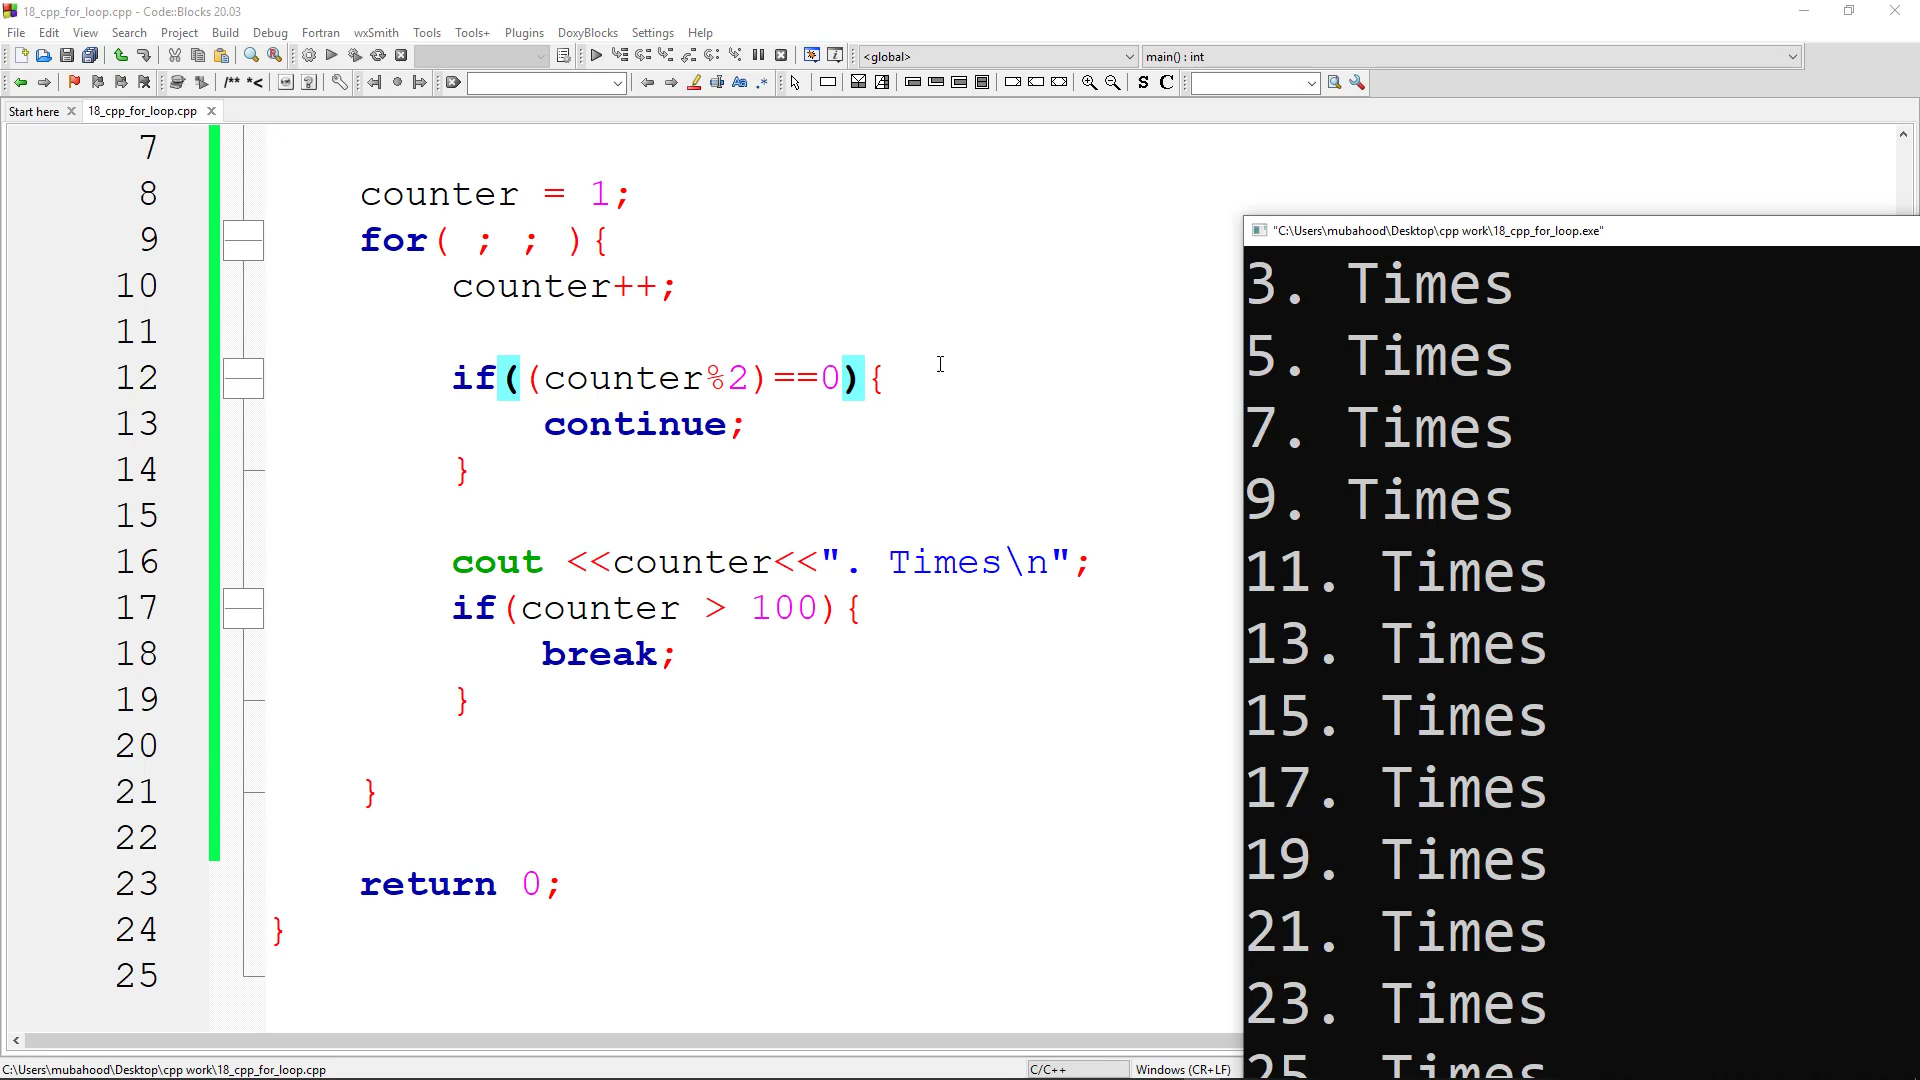 18_cpp_for_loop.cpp - Code::Blocks 20.03
File Edit View Search Project Build Debug Fortran wxSmith Tools Tools+ Plugins DoxyBlocks Settings Help
<global>
main() : int
/** *<
S C
Start here
18_cpp_for_loop.cpp
7
8 counter = 1;
9 for( ; ; ){
10 counter++;
11
12 if((counter%2)==0){
13 continue;
14 }
15
16 cout <<counter<<". Times\n";
17 if(counter > 100){
18 break;
19 }
20
21 }
22
23 return 0;
24 }
25
"C:\Users\mubahood\Desktop\cpp work\18_cpp_for_loop.exe"
3. Times
5. Times
7. Times
9. Times
11. Times
13. Times
15. Times
17. Times
19. Times
21. Times
23. Times
25. Times
C:\Users\mubahood\Desktop\cpp work\18_cpp_for_loop.cpp
C/C++
Windows (CR+LF)